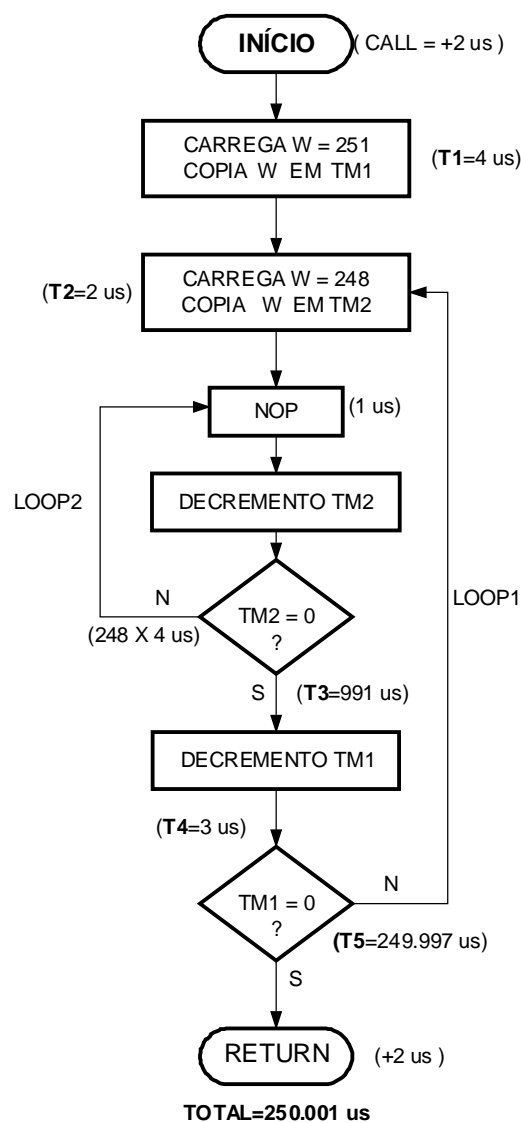 INÍCIO
( CALL = +2 us )
CARREGA W = 251
COPIA W EM TM1
(T1=4 us)
CARREGA W = 248
COPIA W EM TM2
(T2=2 us)
NOP
(1 us)
LOOP2
DECREMENTO TM2
LOOP1
N
TM2 = 0
?
(248 X 4 us)
S
(T3=991 us)
DECREMENTO TM1
(T4=3 us)
N
TM1 = 0
?
(T5=249.997 us)
S
RETURN
(+2 us )
TOTAL=250.001 us